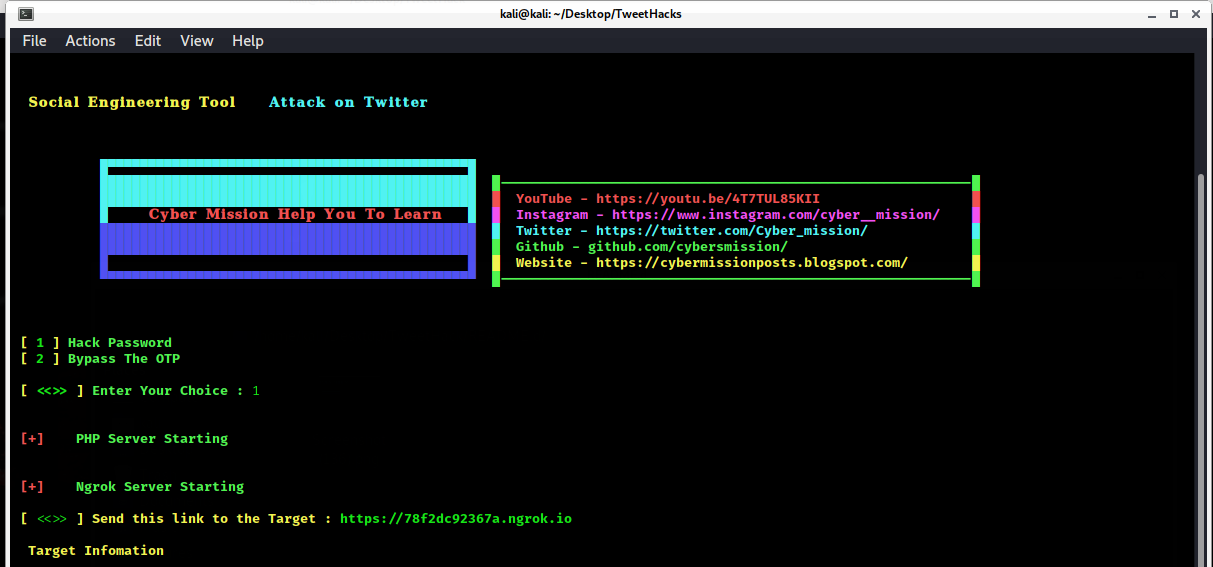 kali@kali: ~/Desktop/TweetHacks
File Actions Edit View Help
Social Engineering Tool Attack on Twitter
Cyber Mission Help You To Learn
YouTube - https://youtu.be/4T7TUL85KII
Instagram - https://www.instagram.com/cyber__mission/
Twitter - https://twitter.com/Cyber_mission/
Github - github.com/cybersmission/
Website - https://cybermissionposts.blogspot.com/
[ 1 ] Hack Password
[ 2 ] Bypass The OTP
[ <<>> ] Enter Your Choice : 1
[+] PHP Server Starting
[+] Ngrok Server Starting
[ <<>> ] Send this link to the Target : https://78f2dc92367a.ngrok.io
Target Infomation